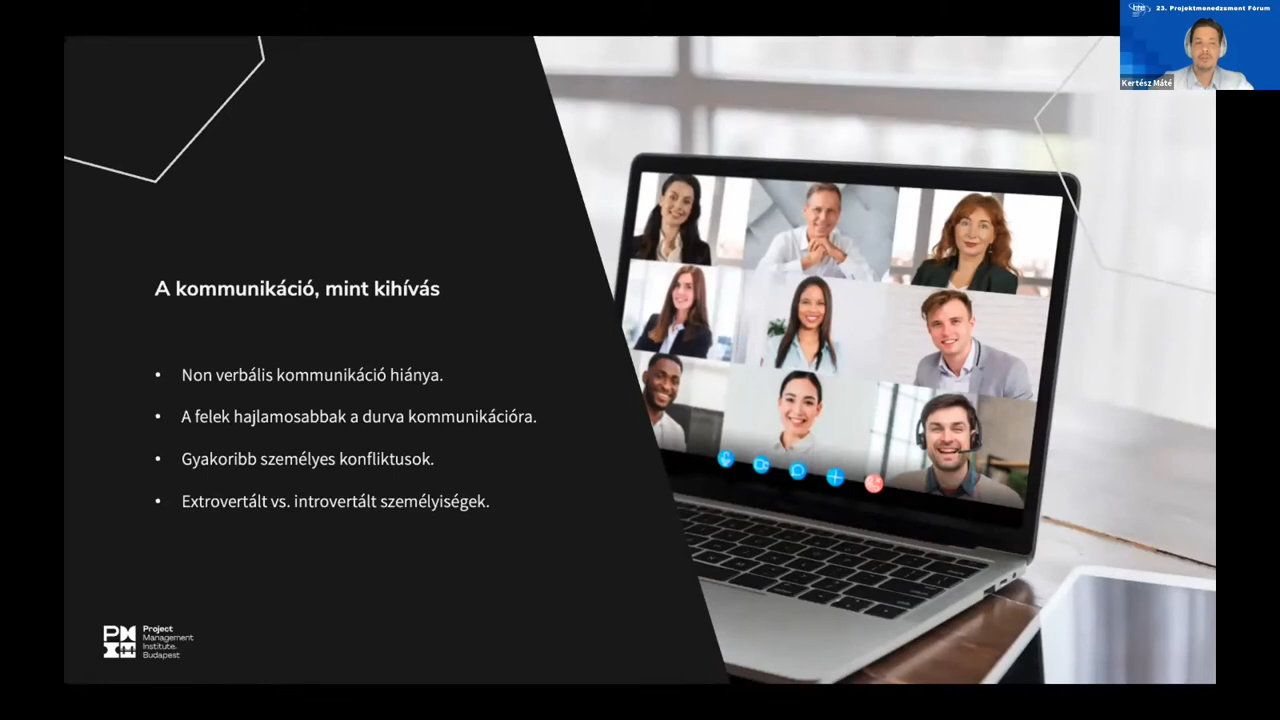 23. Projektmenedzsment Fórum
Kertész Máté
A kommunikáció, mint kihívás
• Non verbális kommunikáció hiánya.
• A felek hajlamosabbak a durva kommunikációra.
• Gyakoribb személyes konfliktusok.
• Extrovertált vs. introvertált személyiségek.
Project
Management
Institute.
Budapest